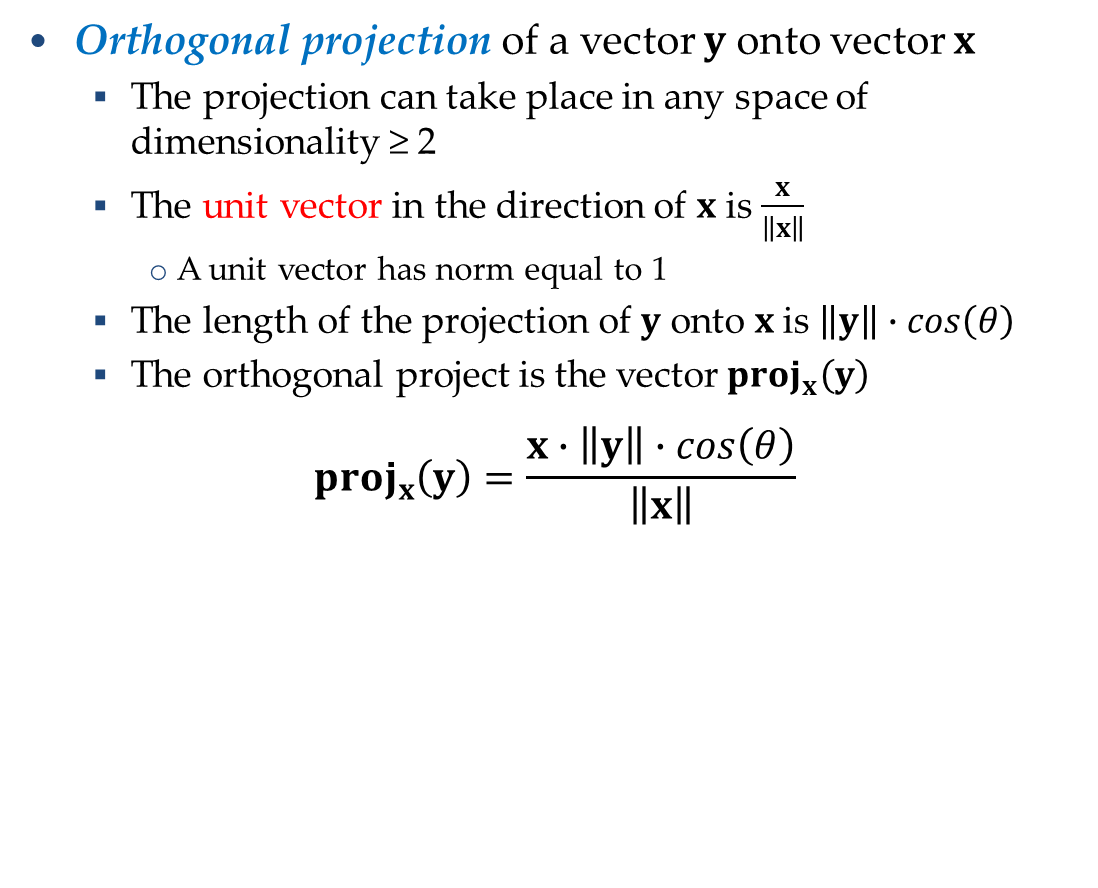 • Orthogonal projection of a vector y onto vector x
▪ The projection can take place in any space of
dimensionality ≥ 2
▪ The unit vector in the direction of x is x/‖x‖
○ A unit vector has norm equal to 1
▪ The length of the projection of y onto x is ‖y‖ · cos(θ)
▪ The orthogonal project is the vector projₓ(y)
projₓ(y) = x · ‖y‖ · cos(θ) / ‖x‖